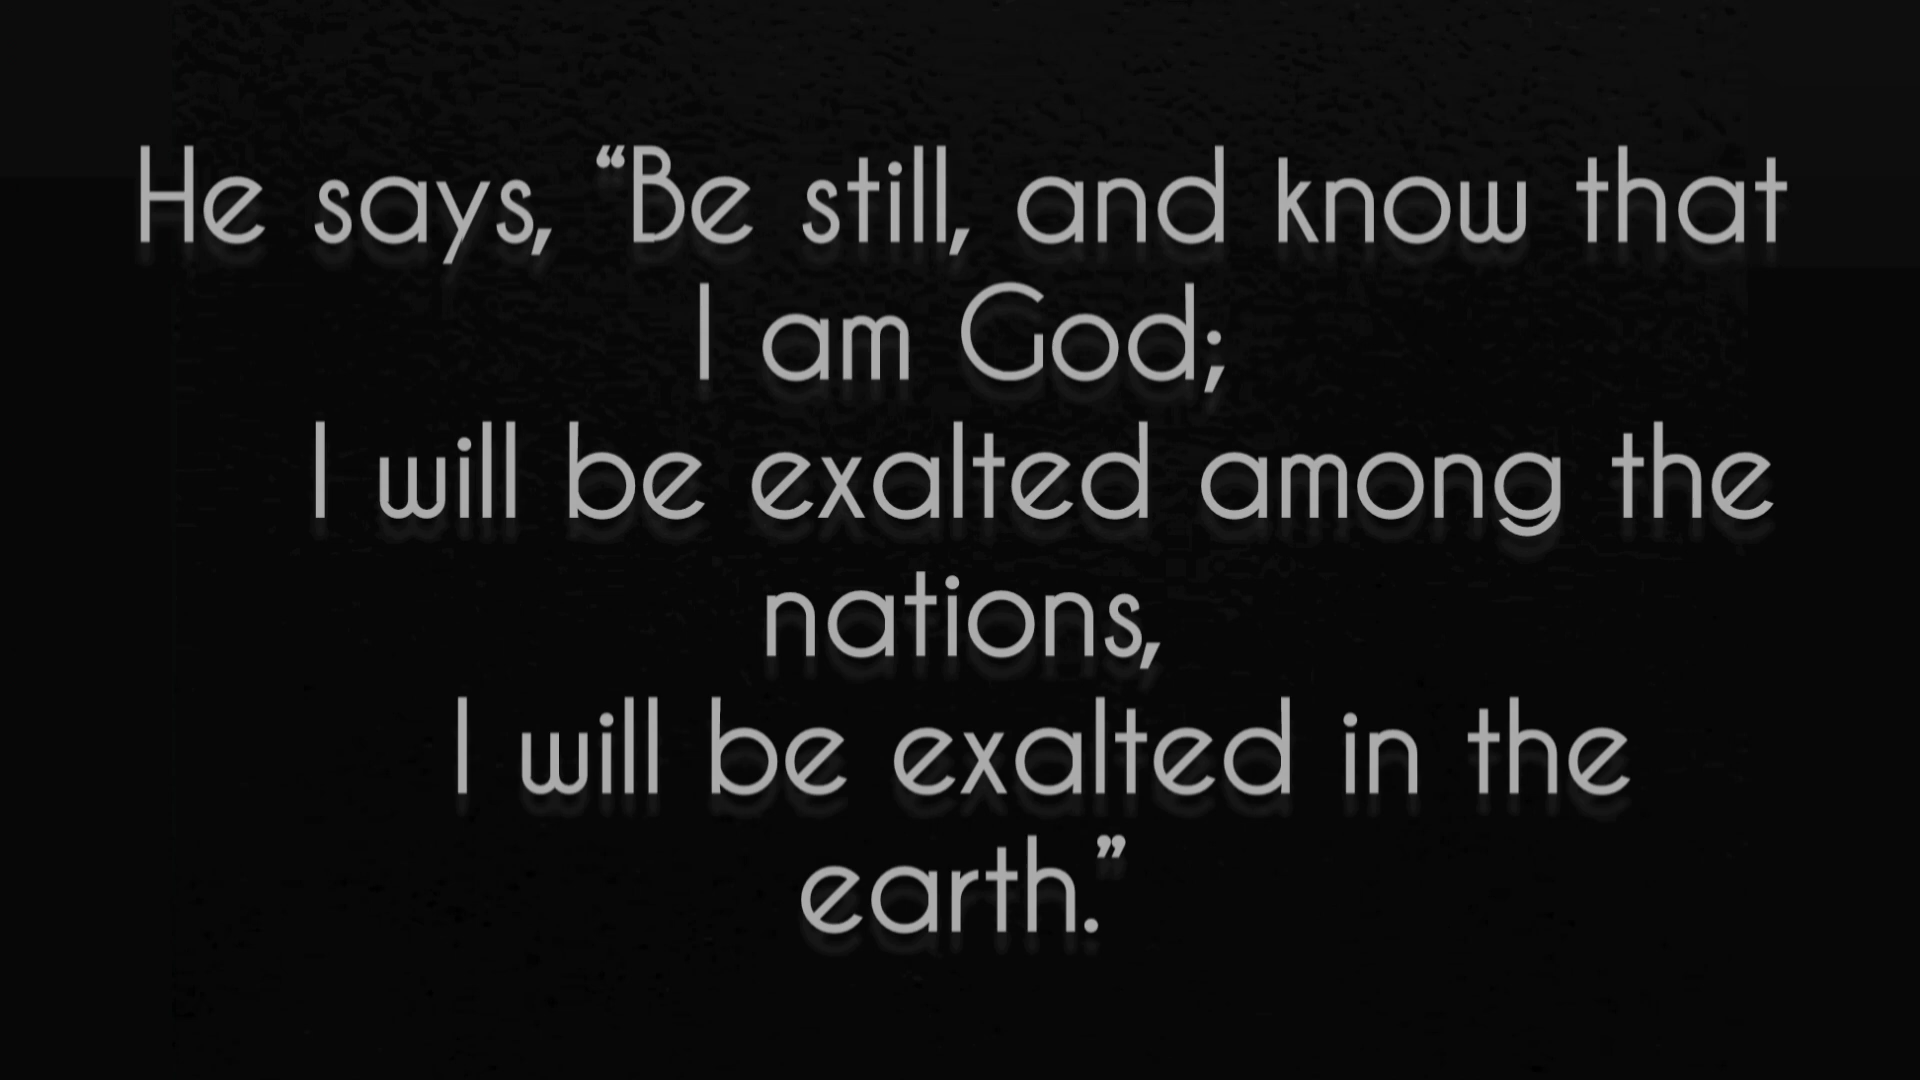 He says, “Be still, and know that
I am God;
I will be exalted among the
nations,
I will be exalted in the
earth.”